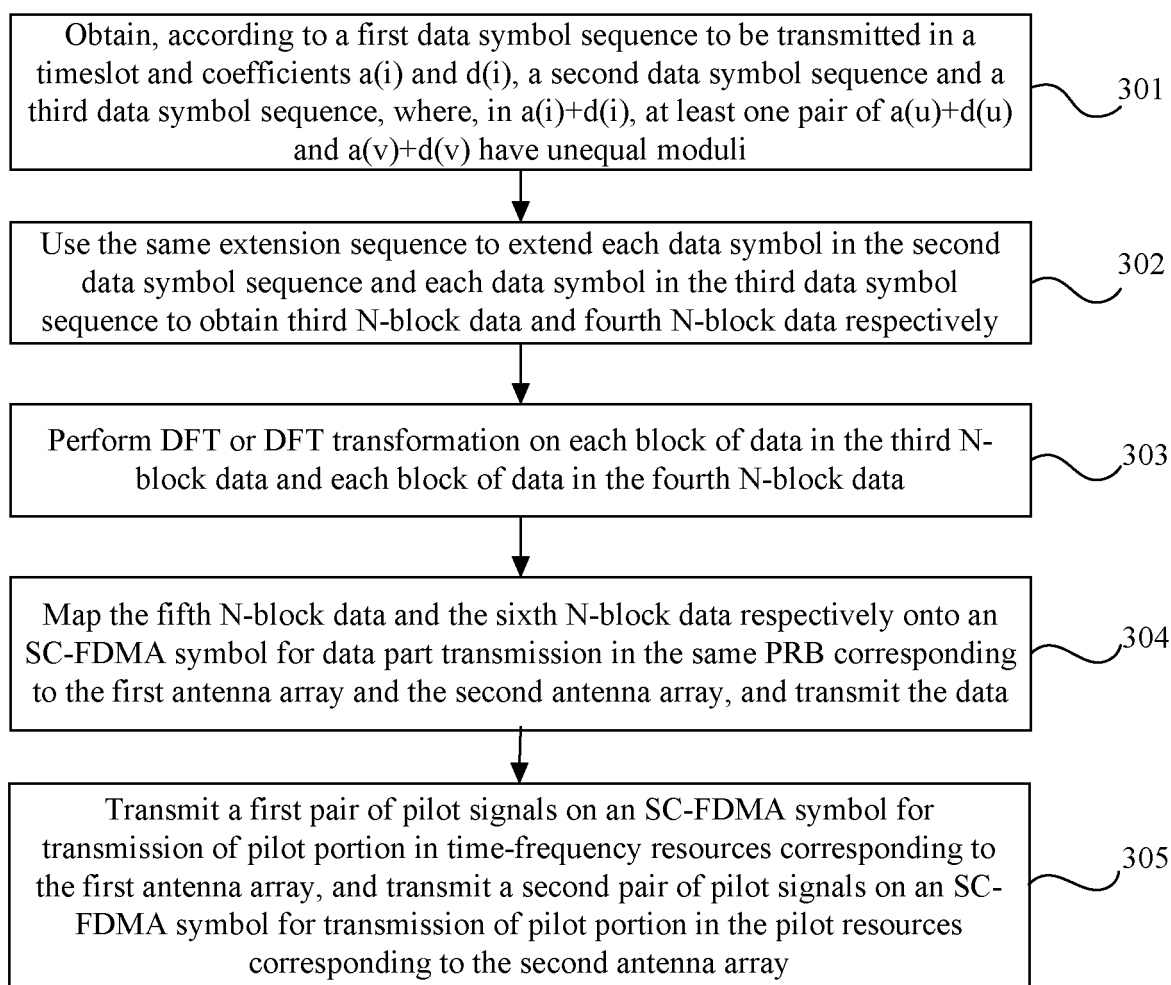 Obtain, according to a first data symbol sequence to be transmitted in a
timeslot and coefficients a(i) and d(i), a second data symbol sequence and a
third data symbol sequence, where, in a(i)+d(i), at least one pair of a(u)+d(u)
and a(v)+d(v) have unequal moduli
301
Use the same extension sequence to extend each data symbol in the second
data symbol sequence and each data symbol in the third data symbol
sequence to obtain third N-block data and fourth N-block data respectively
302
Perform DFT or DFT transformation on each block of data in the third N-
block data and each block of data in the fourth N-block data
303
Map the fifth N-block data and the sixth N-block data respectively onto an
SC-FDMA symbol for data part transmission in the same PRB corresponding
to the first antenna array and the second antenna array, and transmit the data
304
Transmit a first pair of pilot signals on an SC-FDMA symbol for
transmission of pilot portion in time-frequency resources corresponding to
the first antenna array, and transmit a second pair of pilot signals on an SC-
FDMA symbol for transmission of pilot portion in the pilot resources
corresponding to the second antenna array
305